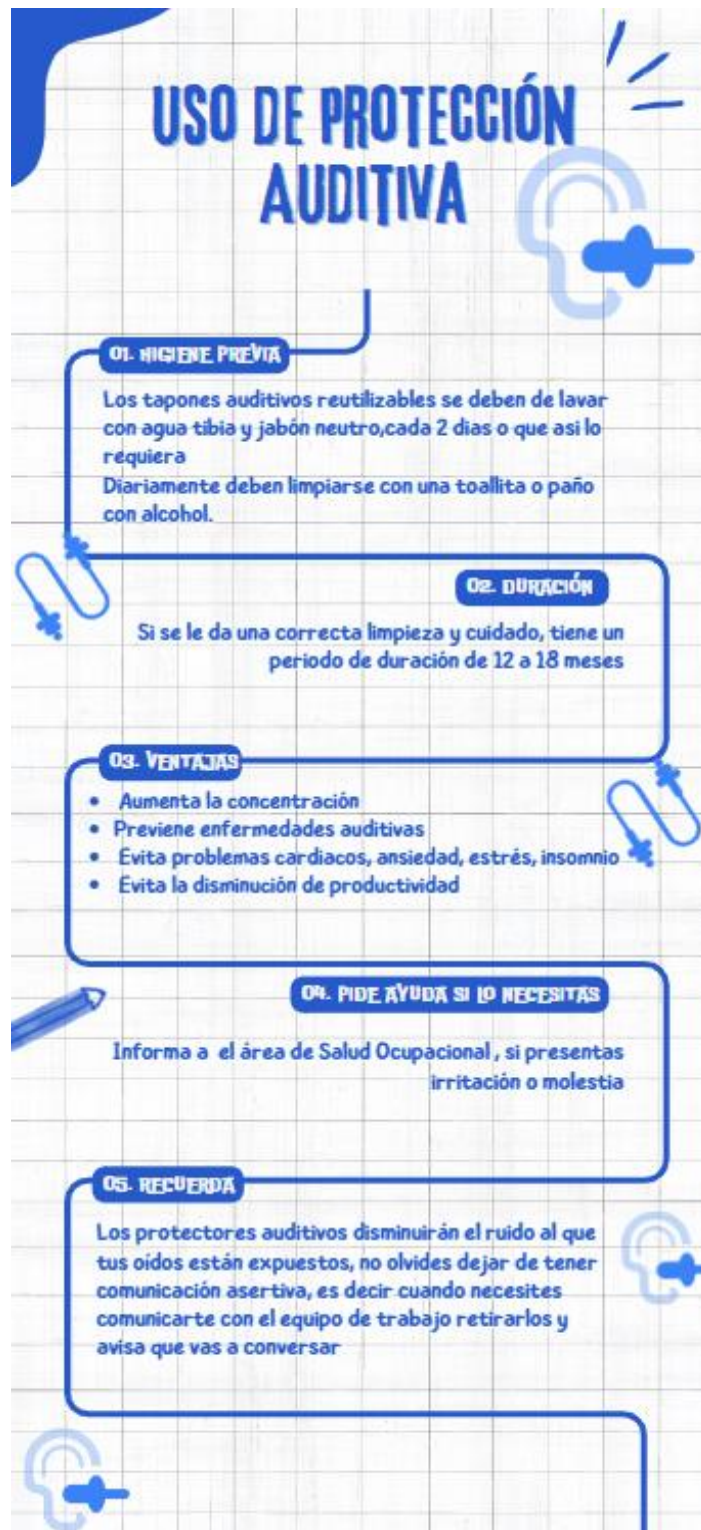 USO DE PROTECCIÓN
AUDITIVA
01. HIGIENE PREVIA
Los tapones auditivos reutilizables se deben de lavar
con agua tibia y jabón neutro,cada 2 dias o que asi lo
requiera
Diariamente deben limpiarse con una toallita o paño
con alcohol.
02. DURACIÓN
Si se le da una correcta limpieza y cuidado, tiene un
periodo de duración de 12 a 18 meses
03. VENTAJAS
• Aumenta la concentración
• Previene enfermedades auditivas
• Evita problemas cardiacos, ansiedad, estrés, insomnio
• Evita la disminución de productividad
04. PIDE AYUDA SI LO NECESITAS
Informa a el área de Salud Ocupacional , si presentas
irritación o molestia
05. RECUERDA
Los protectores auditivos disminuirán el ruido al que
tus oídos están expuestos, no olvides dejar de tener
comunicación asertiva, es decir cuando necesites
comunicarte con el equipo de trabajo retirarlos y
avisa que vas a conversar